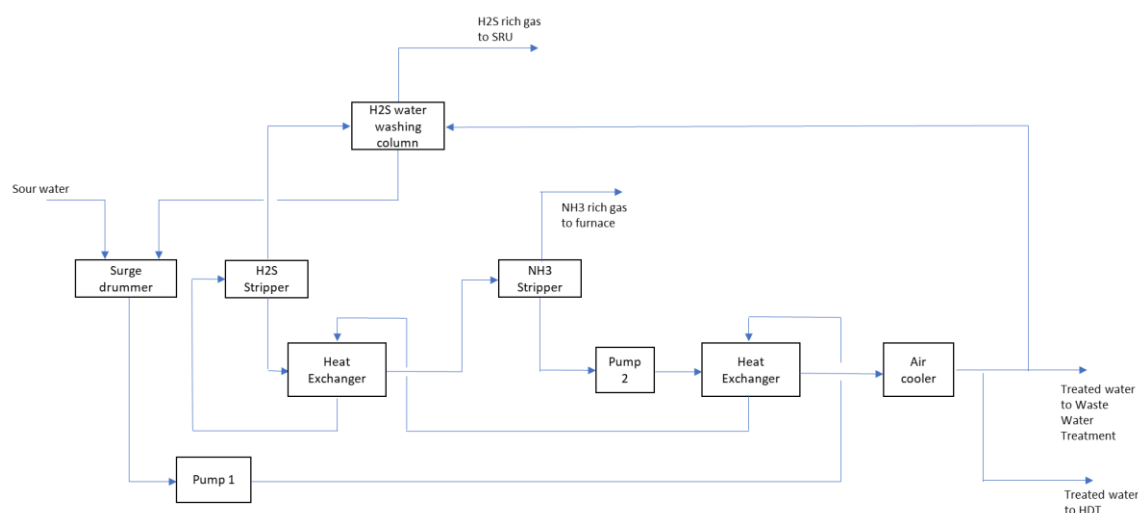 H2S rich gas
to SRU
H2S water
washing
column
Sour water
NH3 rich gas
to furnace
Surge
drummer
H2S
Stripper
NH3
Stripper
Heat
Exchanger
Pump
2
Heat
Exchanger
Air
cooler
Treated water
to Waste
Water
Treatment
Pump 1
Treated water
to HDT